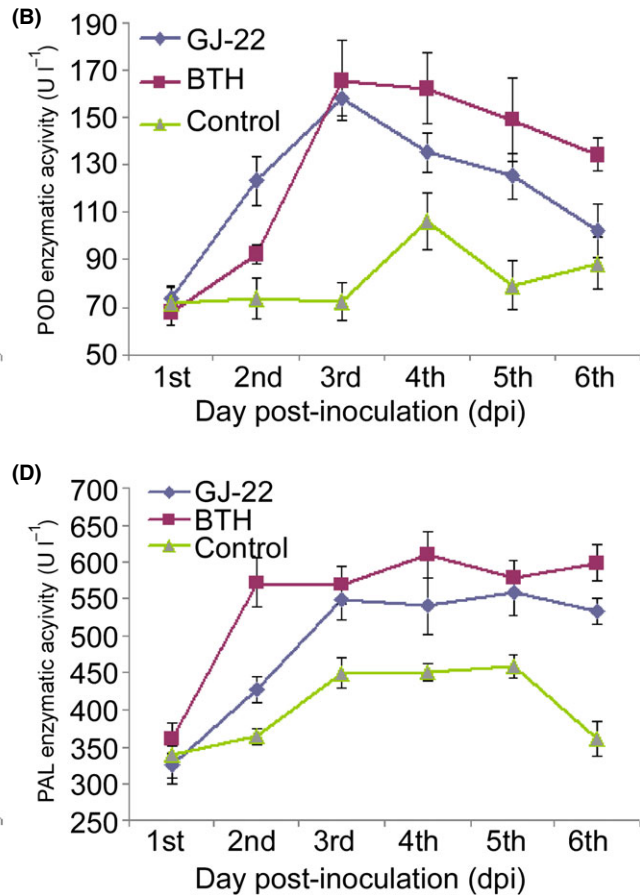 (B)
190
170
150
130
110
90
70
50
GJ-22
BTH
Control
POD enzymatic acyivity (U l⁻¹)
1st 2nd 3rd 4th 5th 6th
Day post-inoculation (dpi)
(D)
700
650
600
550
500
450
400
350
300
250
GJ-22
BTH
Control
PAL enzymatic acyivity (U l⁻¹)
1st 2nd 3rd 4th 5th 6th
Day post-inoculation (dpi)